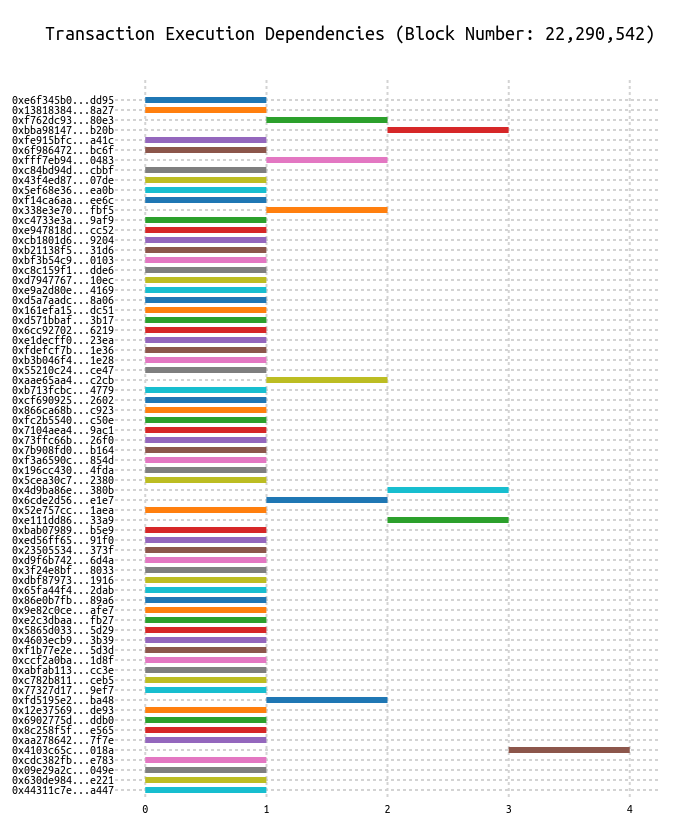 Transaction Execution Dependencies (Block Number: 22,290,542)
0xe6f345b0...dd95
0x13818384...8a27
0xf762dc93...80e3
0xbba98147...b20b
0xfe915bfc...a41c
0x6f986472...bc6f
0xfff7eb94...0483
0xc84bd94d...cbbf
0x43f4ed87...07de
0x5ef68e36...ea0b
0xf14ca6aa...ee6c
0x338e3e70...fbf5
0xc4733e3a...9af9
0xe947818d...cc52
0xcb1801d6...9204
0xb21138f5...31d6
0xbf3b54c9...0103
0xc8c159f1...dde6
0xd7947767...10ec
0xe9a2d80e...4169
0xd5a7aadc...8a06
0x161efa15...dc51
0xd571bbaf...3b17
0x6cc92702...6219
0xe1decff0...23ea
0xfdefcf7b...1e36
0xb3b046f4...1e28
0x55210c24...ce47
0xaae65aa4...c2cb
0xb713fcbc...4779
0xcf690925...2602
0x866ca68b...c923
0xfc2b5540...c50e
0x7104aea4...9ac1
0x73ffc66b...26f0
0x7b908fd0...b164
0xf3a6590c...854d
0x196cc430...4fda
0x5cea30c7...2380
0x4d9ba86e...380b
0x6cde2d56...e1e7
0x52e757cc...1aea
0xe111dd86...33a9
0xbab07989...b5e9
0xed56ff65...91f0
0x23505534...373f
0xd9f6b742...6d4a
0x3f24e8bf...8033
0xdbf87973...1916
0x65fa44f4...2dab
0x86e0b7fb...89a6
0x9e82c0ce...afe7
0xe2c3dbaa...fb27
0x5865d033...5d29
0x4603ecb9...3b39
0xf1b77e2e...5d3d
0xccf2a0ba...1d8f
0xabfab113...cc3e
0xc782b811...ceb5
0x77327d17...9ef7
0xfd5195e2...ba48
0x12e37569...de93
0x6902775d...ddb0
0x8c258f5f...e565
0xaa278642...7f7e
0x4103c65c...018a
0xcdc382fb...e783
0x09e29a2c...049e
0x630de984...e221
0x44311c7e...a447
0 1 2 3 4